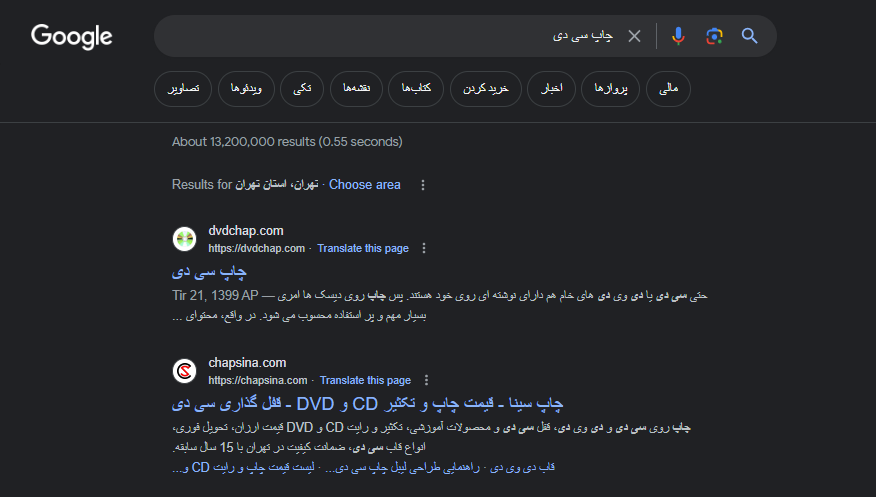 Google
چاپ سی دی
تصاویر
ویدئوها
تکی
نقشه‌ها
کتاب‌ها
خرید کردن
اخبار
پروازها
مالی
About 13,200,000 results (0.55 seconds)
Results for تهران، استان تهران · Choose area
dvdchap.com
https://dvdchap.com · Translate this page
چاپ سی دی
Tir 21, 1399 AP — حتی سی دی یا دی وی دی های خام هم دارای نوشته ای روی خود هستند. پس چاپ روی دیسک ها امری
بسیار مهم و پر استفاده محسوب می شود. در واقع، محتوای ...
chapsina.com
https://chapsina.com · Translate this page
چاپ سینا - قیمت چاپ و تکثیر CD و DVD - قفل گذاری سی دی
چاپ روی سی دی و دی وی دی، قفل سی دی و محصولات آموزشی، تکثیر و رایت CD و DVD قیمت ارزان، تحویل فوری،
انواع قاب سی دی، ضمانت کیفیت در تهران با 15 سال سابقه.
قاب دی وی دی · راهنمایی طراحی لیبل چاپ سی دی... · لیست قیمت چاپ و رایت CD و...